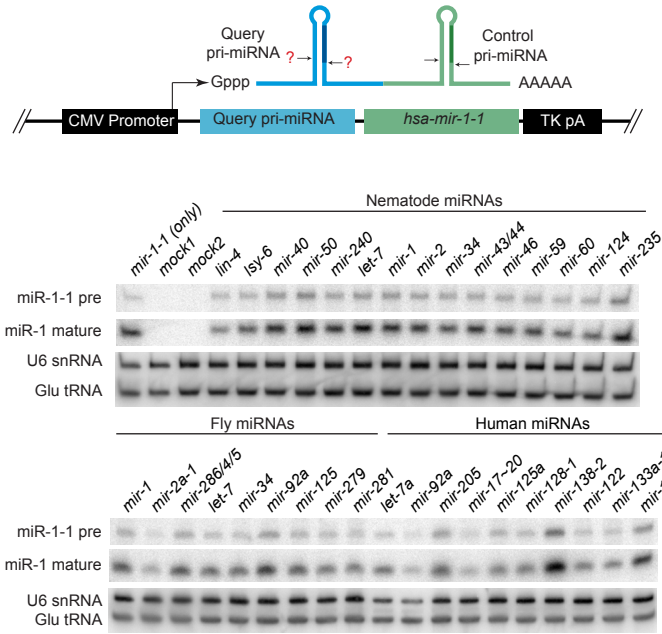 Query pri-miRNA
Control pri-miRNA
?
?
Gppp
AAAAA
CMV Promoter
Query pri-miRNA
hsa-mir-1-1
TK pA
Nematode miRNAs
mir-1-1 (only)
mock1
mock2
lin-4
lsy-6
mir-40
mir-50
mir-240
let-7
mir-1
mir-2
mir-34
mir-43/44
mir-46
mir-59
mir-60
mir-124
mir-235
miR-1-1 pre
miR-1 mature
U6 snRNA
Glu tRNA
Fly miRNAs
Human miRNAs
mir-1
mir-2a-1
mir-286/4/5
let-7
mir-34
mir-92a
mir-125
mir-279
mir-281
let-7a
mir-92a
mir-205
mir-17~20
mir-125a
mir-128-1
mir-138-2
mir-122
mir-133a-
miR-1-1 pre
miR-1 mature
U6 snRNA
Glu tRNA